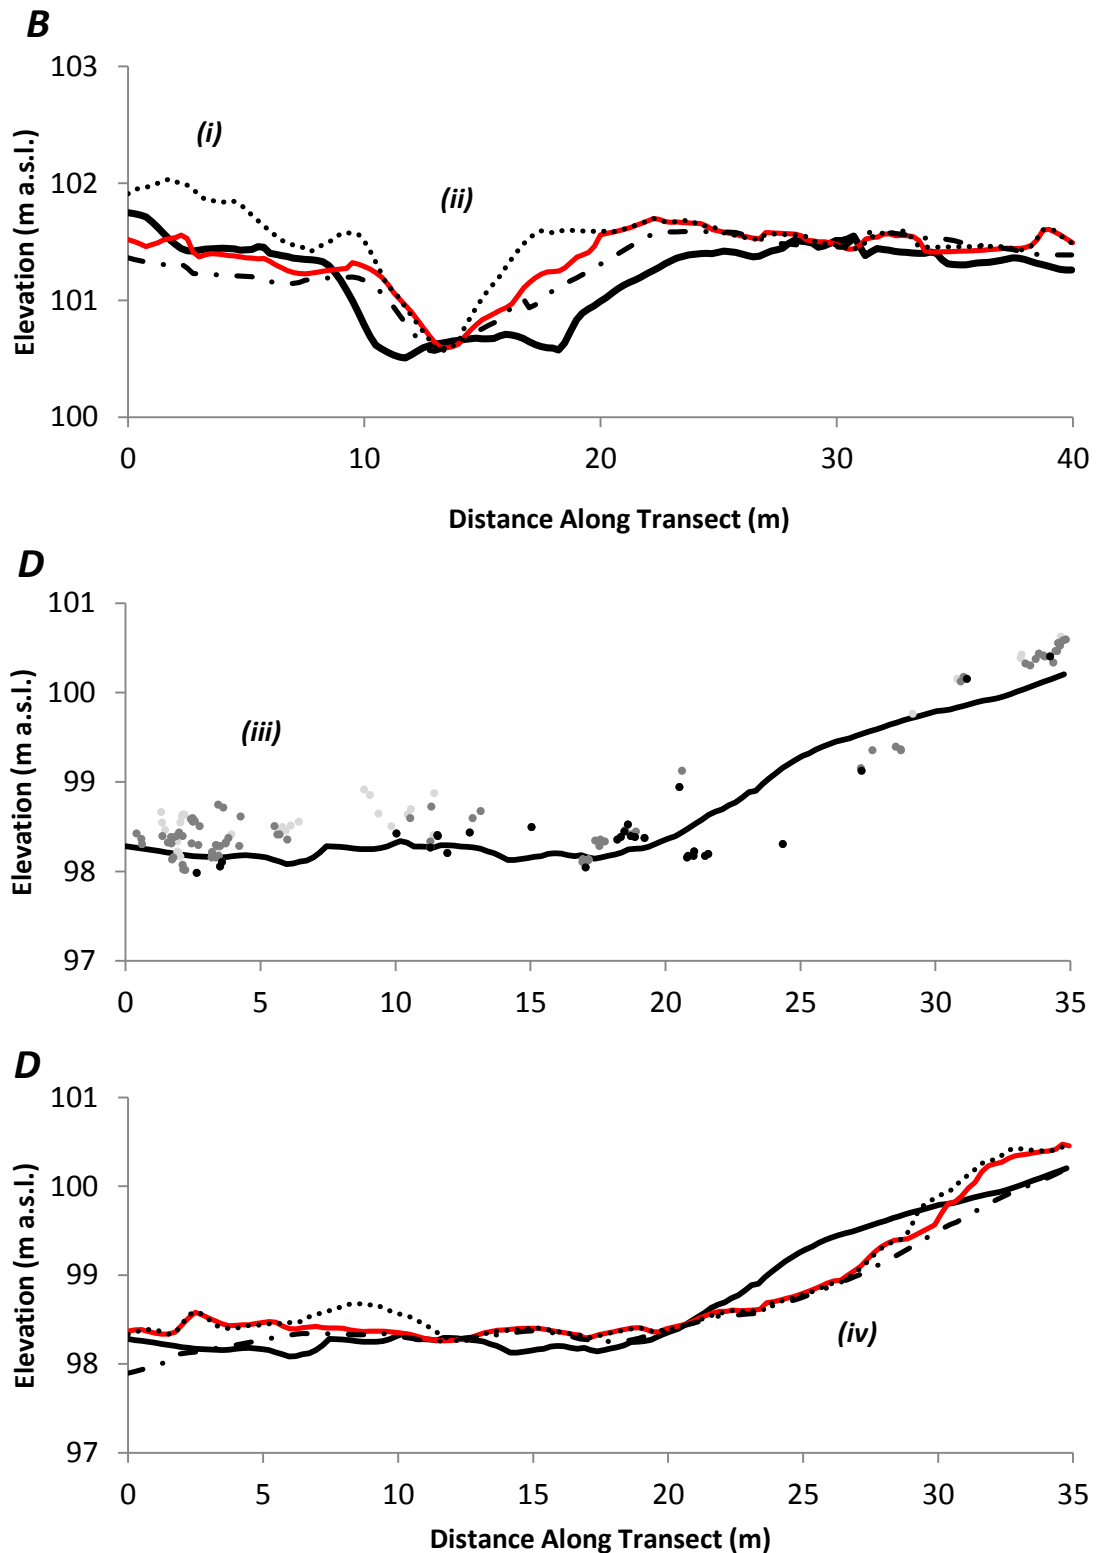 B
103
102
101
100
Elevation (m a.s.l.)
(i)
(ii)
0 10 20 30 40
Distance Along Transect (m)
D
101
100
99
98
97
Elevation (m a.s.l.)
(iii)
0 5 10 15 20 25 30 35
D
101
100
99
98
97
Elevation (m a.s.l.)
(iv)
0 5 10 15 20 25 30 35
Distance Along Transect (m)